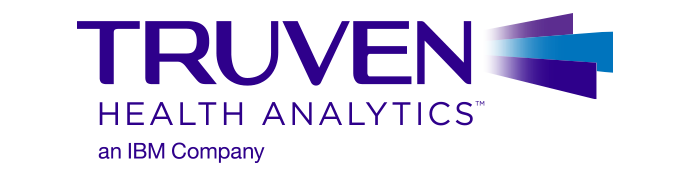 TRUVEN
HEALTH ANALYTICS™
an IBM Company